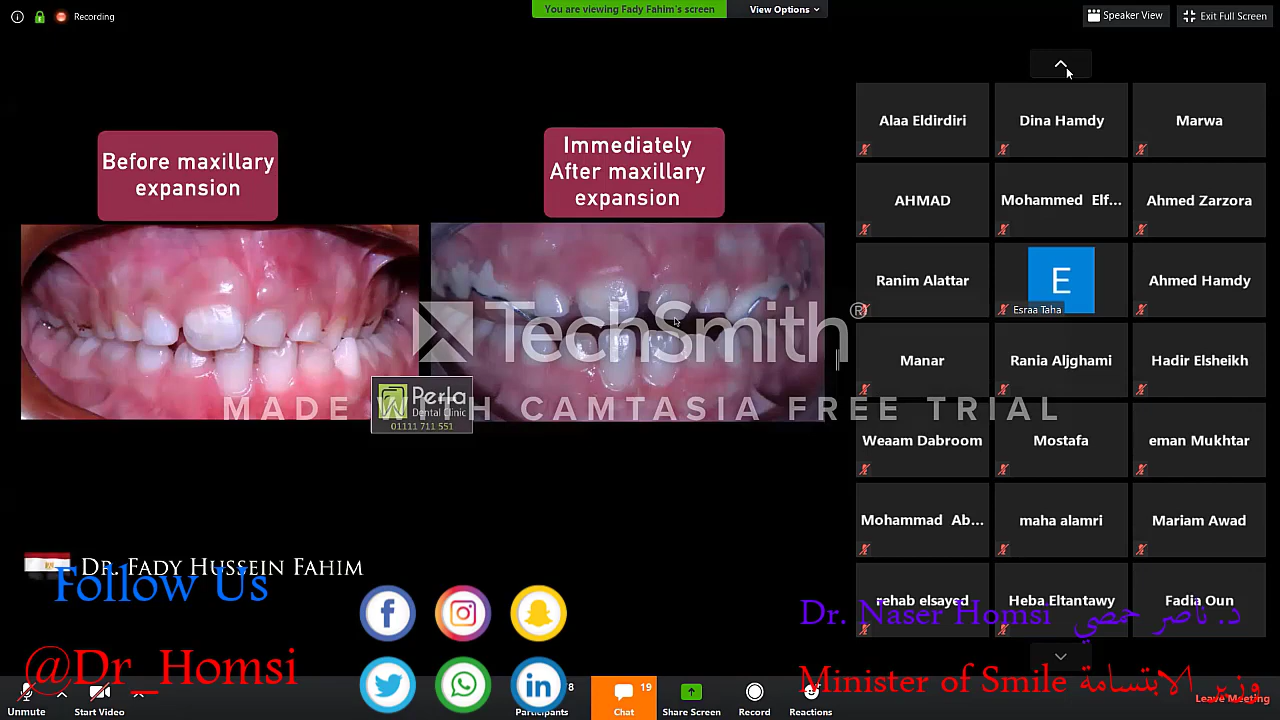 Recording
You are viewing Fady Fahim's screen
View Options
Speaker View
Exit Full Screen
Before maxillary
expansion
Immediately
After maxillary
expansion
Alaa Eldirdiri
Dina Hamdy
Marwa
AHMAD
Mohammed Elf...
Ahmed Zarzora
Ranim Alattar
E
Esraa Taha
Ahmed Hamdy
TechSmith®
Manar
Rania Aljghami
Hadir Elsheikh
Perla
Dental Clinic
01111 711 551
MADE WITH CAMTASIA FREE TRIAL
Weaam Dabroom
Mostafa
eman Mukhtar
Mohammad Ab...
maha alamri
Mariam Awad
Dr. Fady Hussein Fahim
Follow Us
rehab elsayed
Heba Eltantawy
Fadia Oun
Dr. Naser Homsi د. ناصر حمصي
@Dr_Homsi
Minister of Smile وزير الابتسامة
Unmute
Start Video
Participants
8
Chat
19
Share Screen
Record
Reactions
Leave Meeting